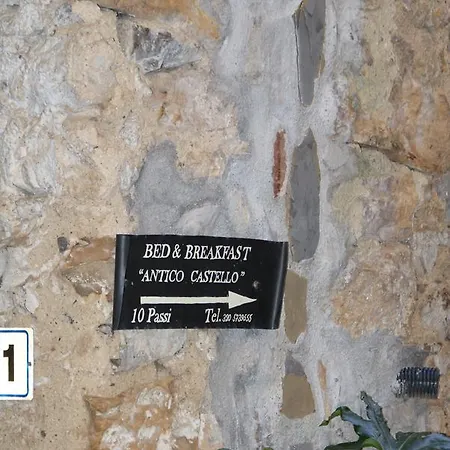 BED & BREAKFAST
"ANTICO CASTELLO"
10 Passi Tel.
1